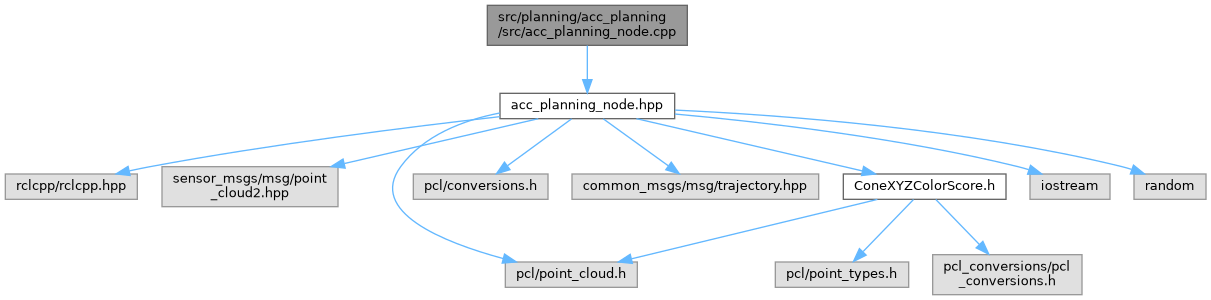 src/planning/acc_planning
/src/acc_planning_node.cpp
acc_planning_node.hpp
rclcpp/rclcpp.hpp
sensor_msgs/msg/point
_cloud2.hpp
pcl/conversions.h
common_msgs/msg/trajectory.hpp
ConeXYZColorScore.h
iostream
random
pcl/point_cloud.h
pcl/point_types.h
pcl_conversions/pcl
_conversions.h